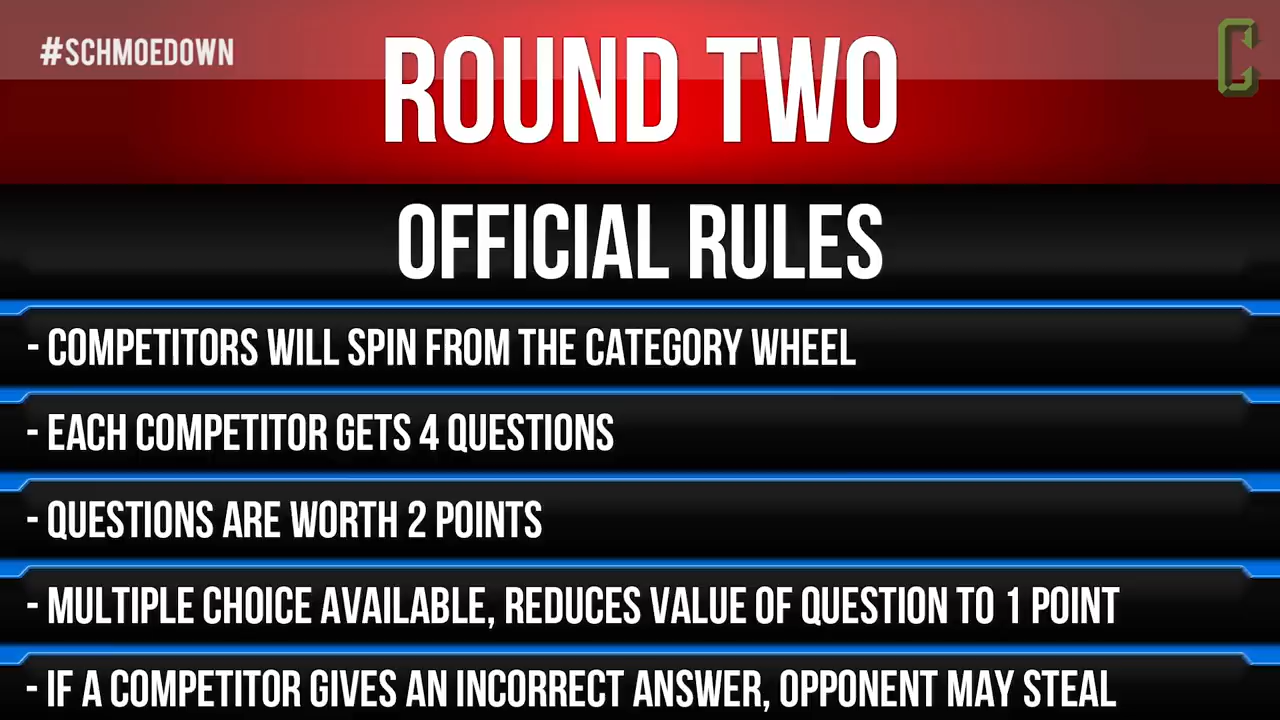 #SCHMOEDOWN
ROUND TWO
OFFICIAL RULES
- COMPETITORS WILL SPIN FROM THE CATEGORY WHEEL
- EACH COMPETITOR GETS 4 QUESTIONS
- QUESTIONS ARE WORTH 2 POINTS
- MULTIPLE CHOICE AVAILABLE, REDUCES VALUE OF QUESTION TO 1 POINT
- IF A COMPETITOR GIVES AN INCORRECT ANSWER, OPPONENT MAY STEAL